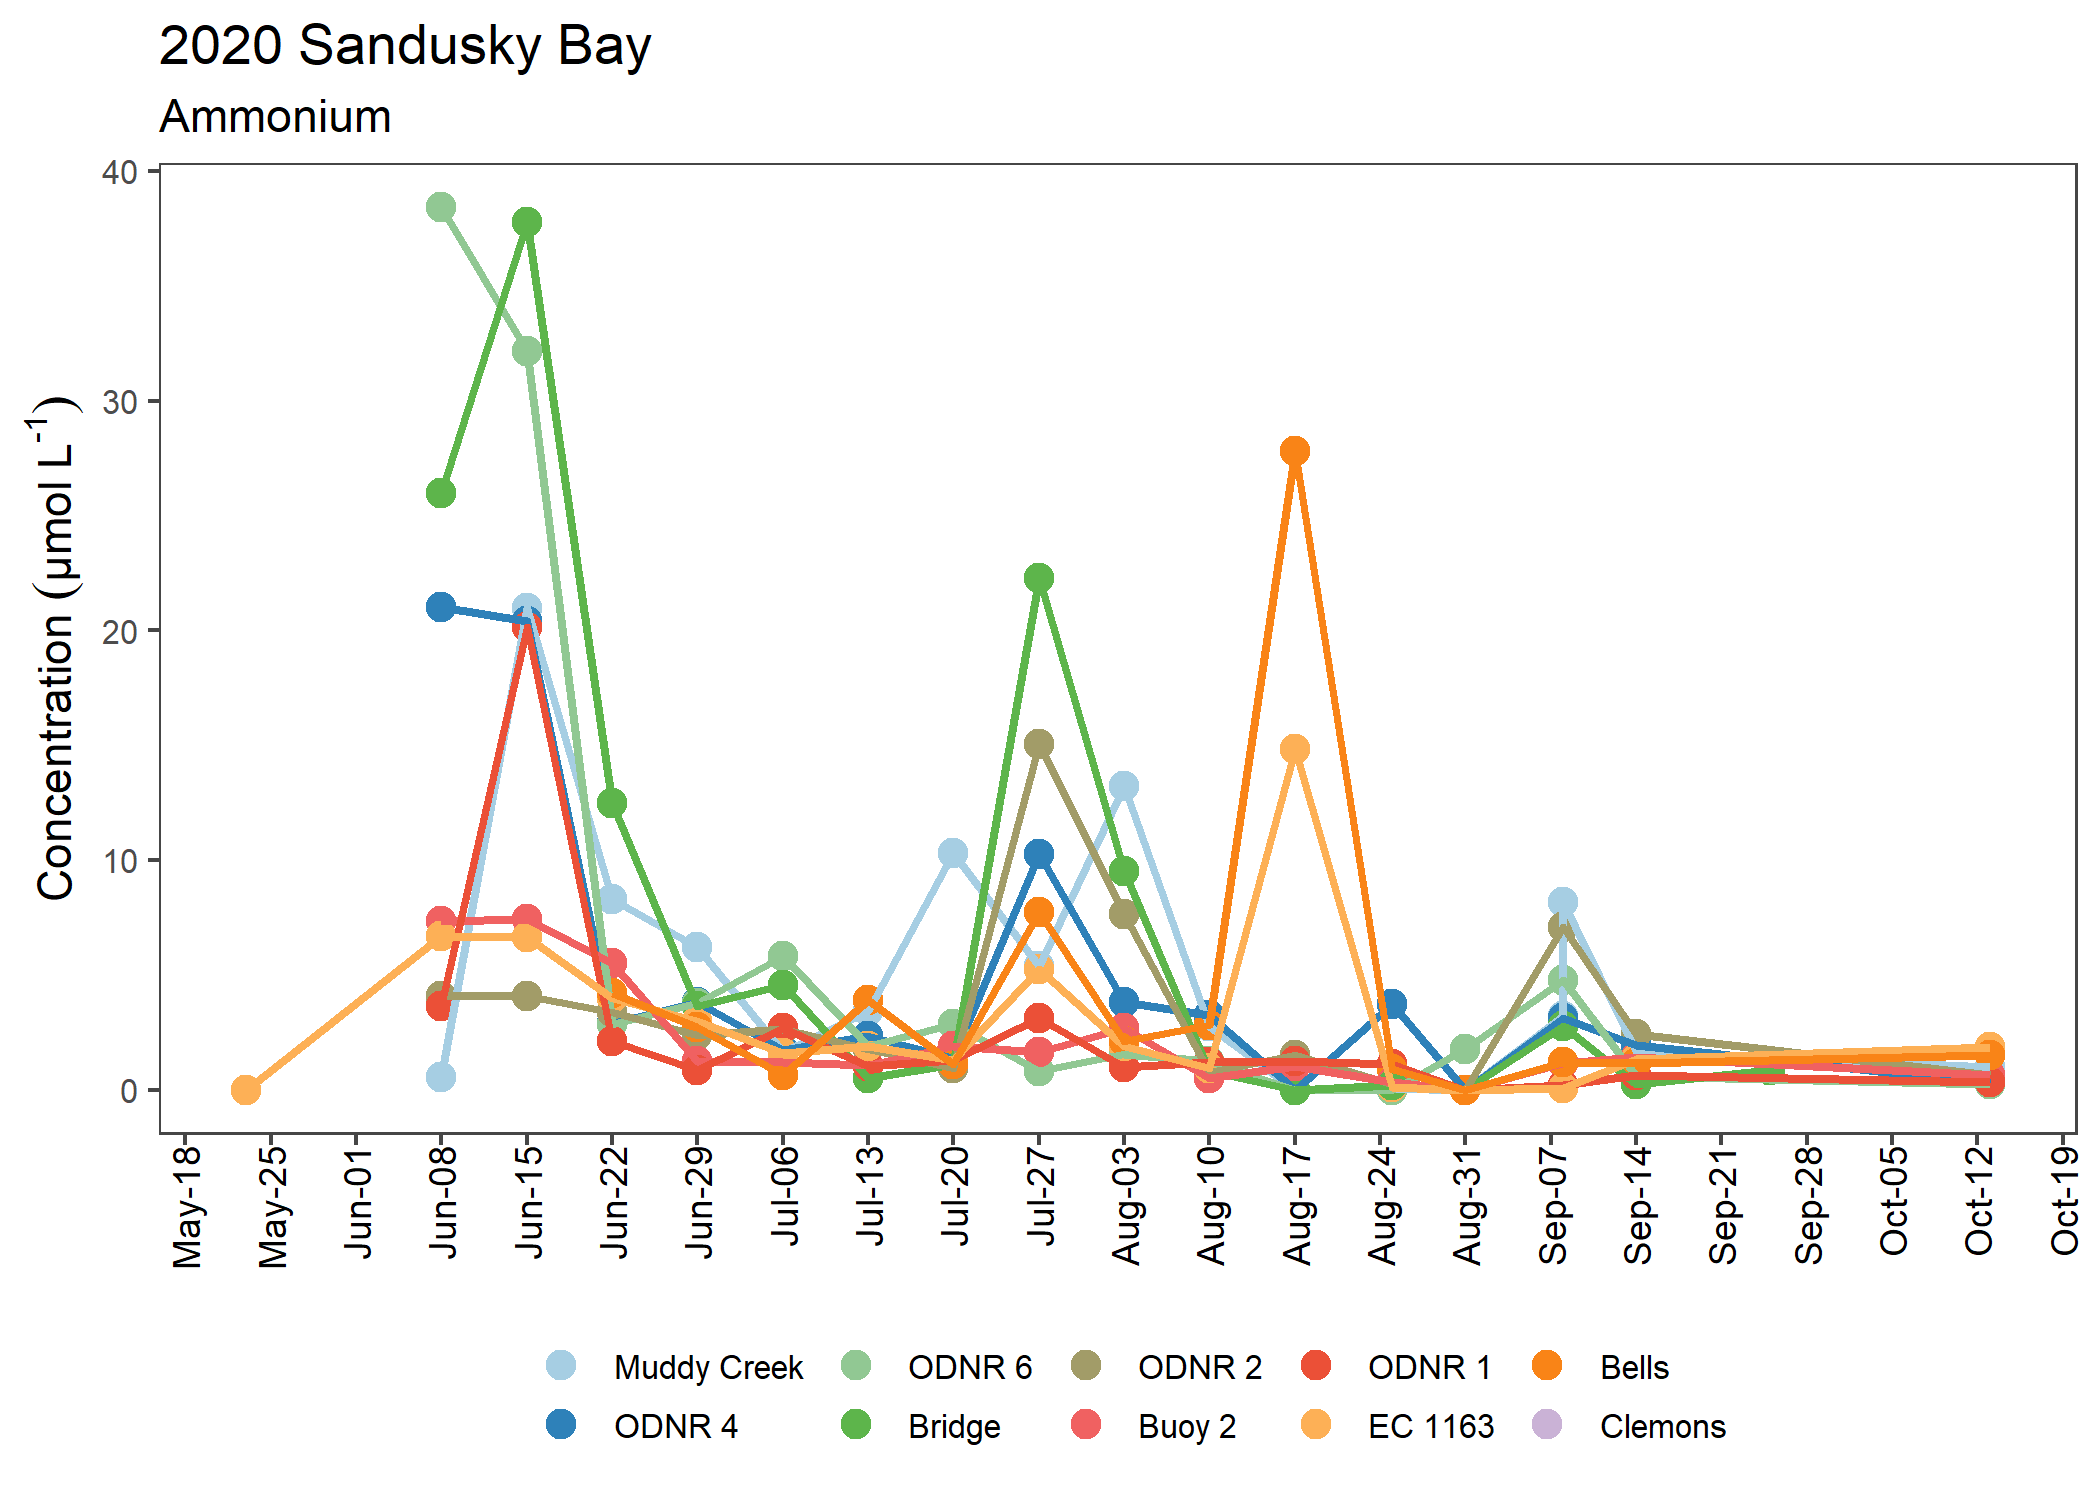 2020 Sandusky Bay
Ammonium
Concentration (µmol L⁻¹)
40
30
20
10
0
May-18
May-25
Jun-01
Jun-08
Jun-15
Jun-22
Jun-29
Jul-06
Jul-13
Jul-20
Jul-27
Aug-03
Aug-10
Aug-17
Aug-24
Aug-31
Sep-07
Sep-14
Sep-21
Sep-28
Oct-05
Oct-12
Oct-19
Muddy Creek ODNR 6 ODNR 2 ODNR 1 Bells
ODNR 4 Bridge Buoy 2 EC 1163 Clemons